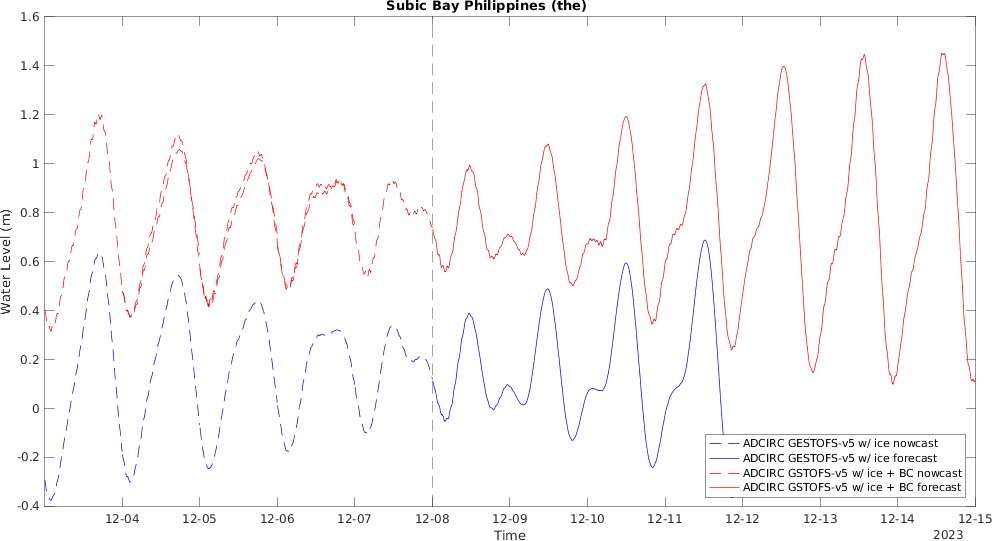 Subic Bay Philippines (the)
1.6
1.4
1.2
1
0.8
0.6
0.4
0.2
0
-0.2
-0.4
Water Level (m)
ADCIRC GESTOFS-v5 w/ ice nowcast
ADCIRC GESTOFS-v5 w/ ice forecast
ADCIRC GSTOFS-v5 w/ ice + BC nowcast
ADCIRC GSTOFS-v5 w/ ice + BC forecast
12-04 12-05 12-06 12-07 12-08 12-09 12-10 12-11 12-12 12-13 12-14 12-15
Time
2023